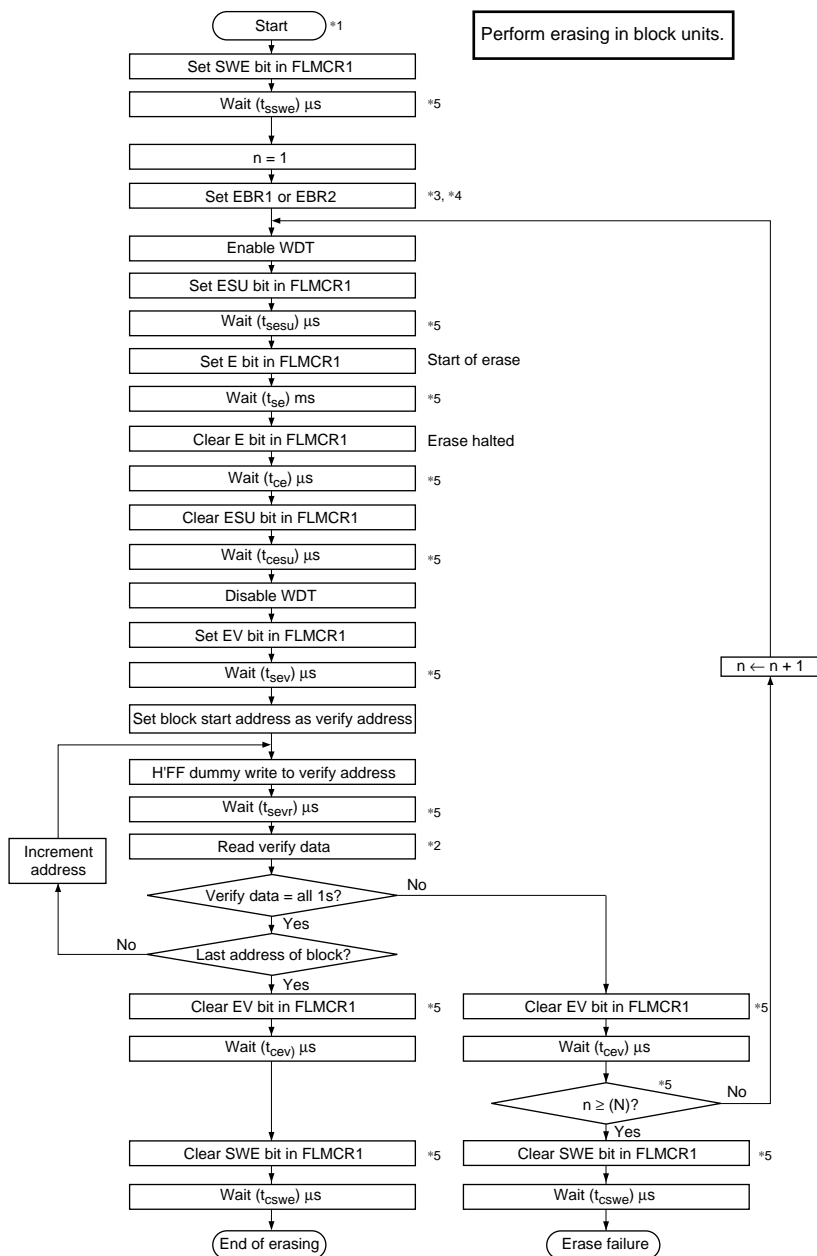 Start *1
Perform erasing in block units.
Set SWE bit in FLMCR1
Wait (tsswe) μs *5
n = 1
Set EBR1 or EBR2 *3, *4
Enable WDT
Set ESU bit in FLMCR1
Wait (tsesu) μs *5
Set E bit in FLMCR1 Start of erase
Wait (tse) ms *5
Clear E bit in FLMCR1 Erase halted
Wait (tce) μs *5
Clear ESU bit in FLMCR1
Wait (tcesu) μs *5
Disable WDT
Set EV bit in FLMCR1
Wait (tsev) μs *5
n ← n + 1
Set block start address as verify address
H'FF dummy write to verify address
Wait (tsevr) μs *5
Read verify data *2
Increment
address
Verify data = all 1s? No
Yes
No Last address of block?
Yes
Clear EV bit in FLMCR1 *5
Wait (tcev) μs
Clear EV bit in FLMCR1 *5
Wait (tcev) μs
*5
n ≥ (N)? No
Yes
Clear SWE bit in FLMCR1 *5
Wait (tcswe) μs
End of erasing
Clear SWE bit in FLMCR1 *5
Wait (tcswe) μs
Erase failure